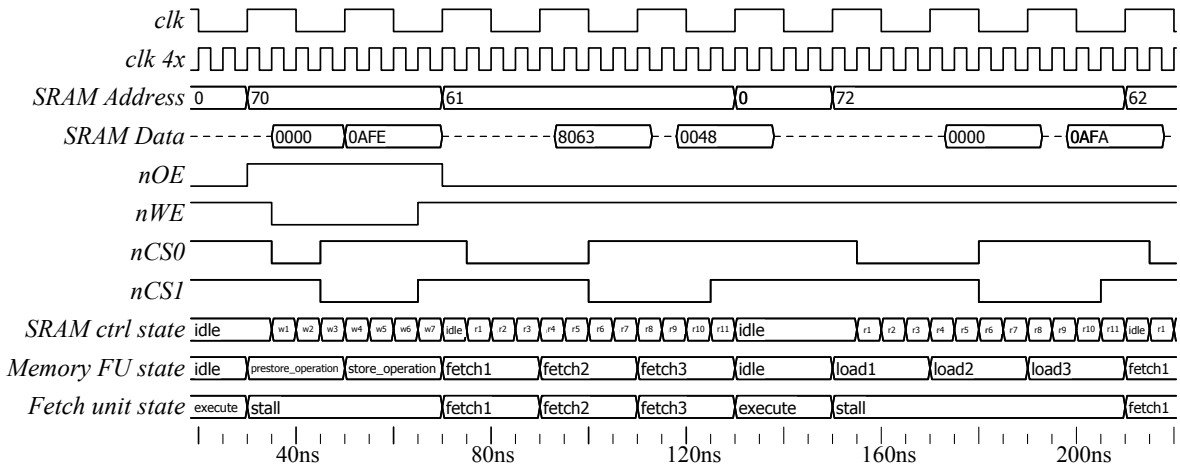 clk
clk 4x
SRAM Address 0 70 61 0 72 62
SRAM Data 0000 0AFE 8063 0048 0000 0AFA
nOE
nWE
nCS0
nCS1
SRAM ctrl state idle w1 w2 w3 w4 w5 w6 w7 idle r1 r2 r3 r4 r5 r6 r7 r8 r9 r10 r11 idle r1 r2 r3 r4 r5 r6 r7 r8 r9 r10 r11 idle r1
Memory FU state idle prestore_operation store_operation fetch1 fetch2 fetch3 idle load1 load2 load3 fetch1
Fetch unit state execute stall fetch1 fetch2 fetch3 execute stall fetch1
40ns 80ns 120ns 160ns 200ns